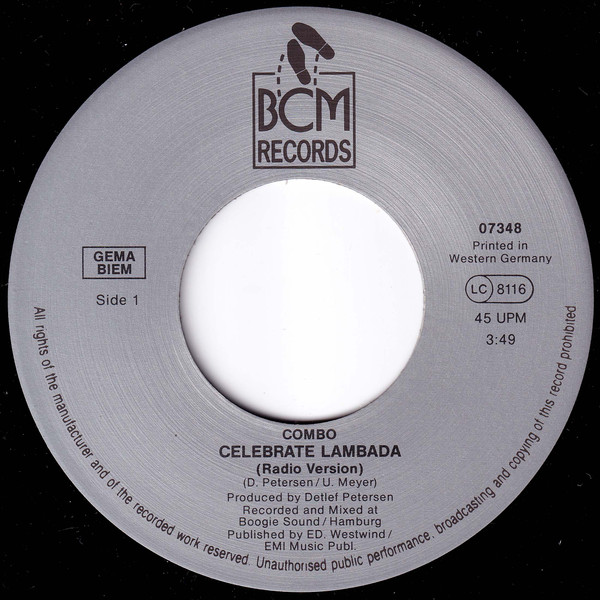 BCM
RECORDS
GEMA
BIEM
Side 1
07348
Printed in
Western Germany
LC 8116
45 UPM
3:49
COMBO
CELEBRATE LAMBADA
(Radio Version)
(D. Petersen/U. Meyer)
Produced by Detlef Petersen
Recorded and Mixed at
Boogie Sound/Hamburg
Published by ED. Westwind/
EMI Music Publ.
All rights of the manufacturer and of the recorded work reserved. Unauthorised public performance, broadcasting and copying of this record prohibited